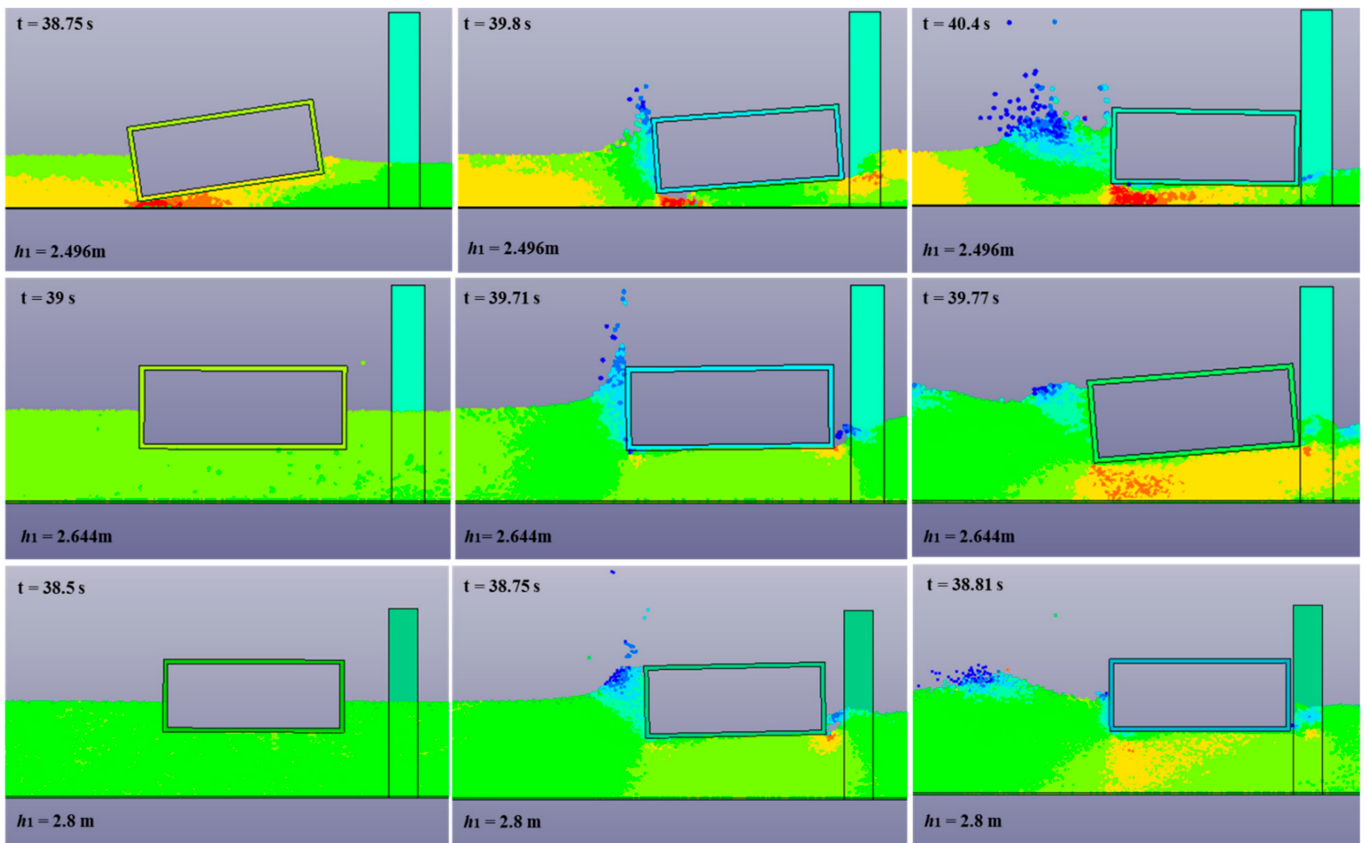 t = 38.75 s
t = 39.8 s
t = 40.4 s
h1 = 2.496m
h1 = 2.496m
h1 = 2.496m
t = 39 s
t = 39.71 s
t = 39.77 s
h1 = 2.644m
h1= 2.644m
h1 = 2.644m
t = 38.5 s
t = 38.75 s
t = 38.81 s
h1 = 2.8 m
h1 = 2.8 m
h1 = 2.8 m